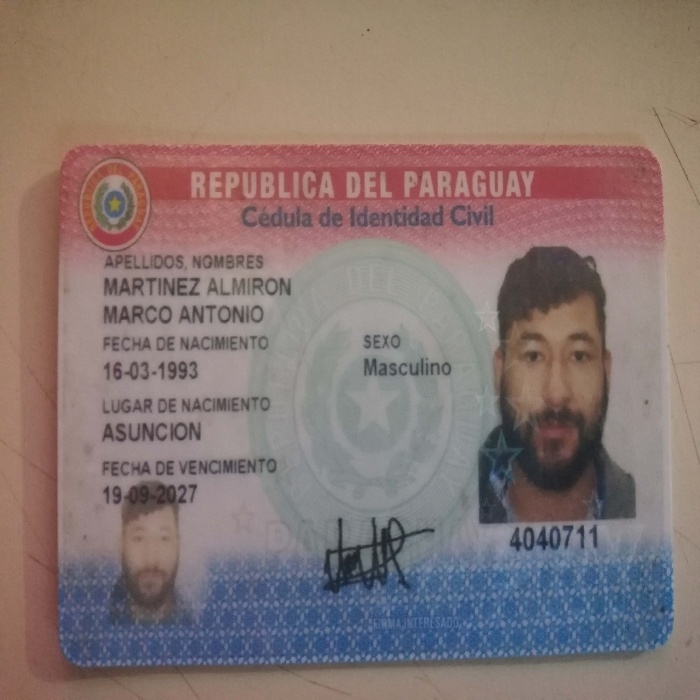 REPUBLICA DEL PARAGUAY
Cédula de Identidad Civil
APELLIDOS, NOMBRES
MARTINEZ ALMIRON
MARCO ANTONIO
FECHA DE NACIMIENTO
16-03-1993
SEXO
Masculino
LUGAR DE NACIMIENTO
ASUNCION
FECHA DE VENCIMIENTO
19-09-2027
4040711
FIRMA INTERESADO